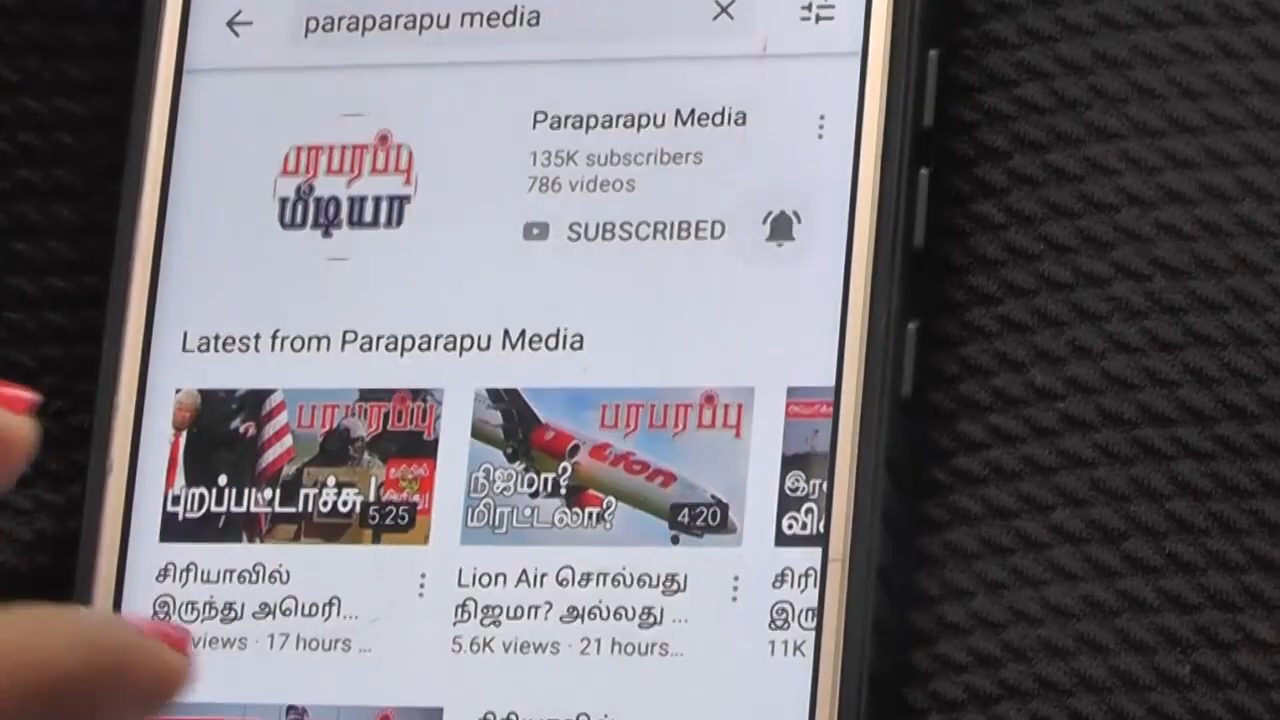 paraparapu media
Paraparapu Media
135K subscribers
786 videos
SUBSCRIBED
பரபரப்பு
மீடியா
Latest from Paraparapu Media
பரபரப்பு
புறப்பட்டாச்சு!
5:25
பரபரப்பு
Lion
நிஜமா?
மிரட்டலா?
4:20
சிரியாவில்
இருந்து அமெரி...
views · 17 hours ...
Lion Air சொல்வது
நிஜமா? அல்லது ...
5.6K views · 21 hours...
11K